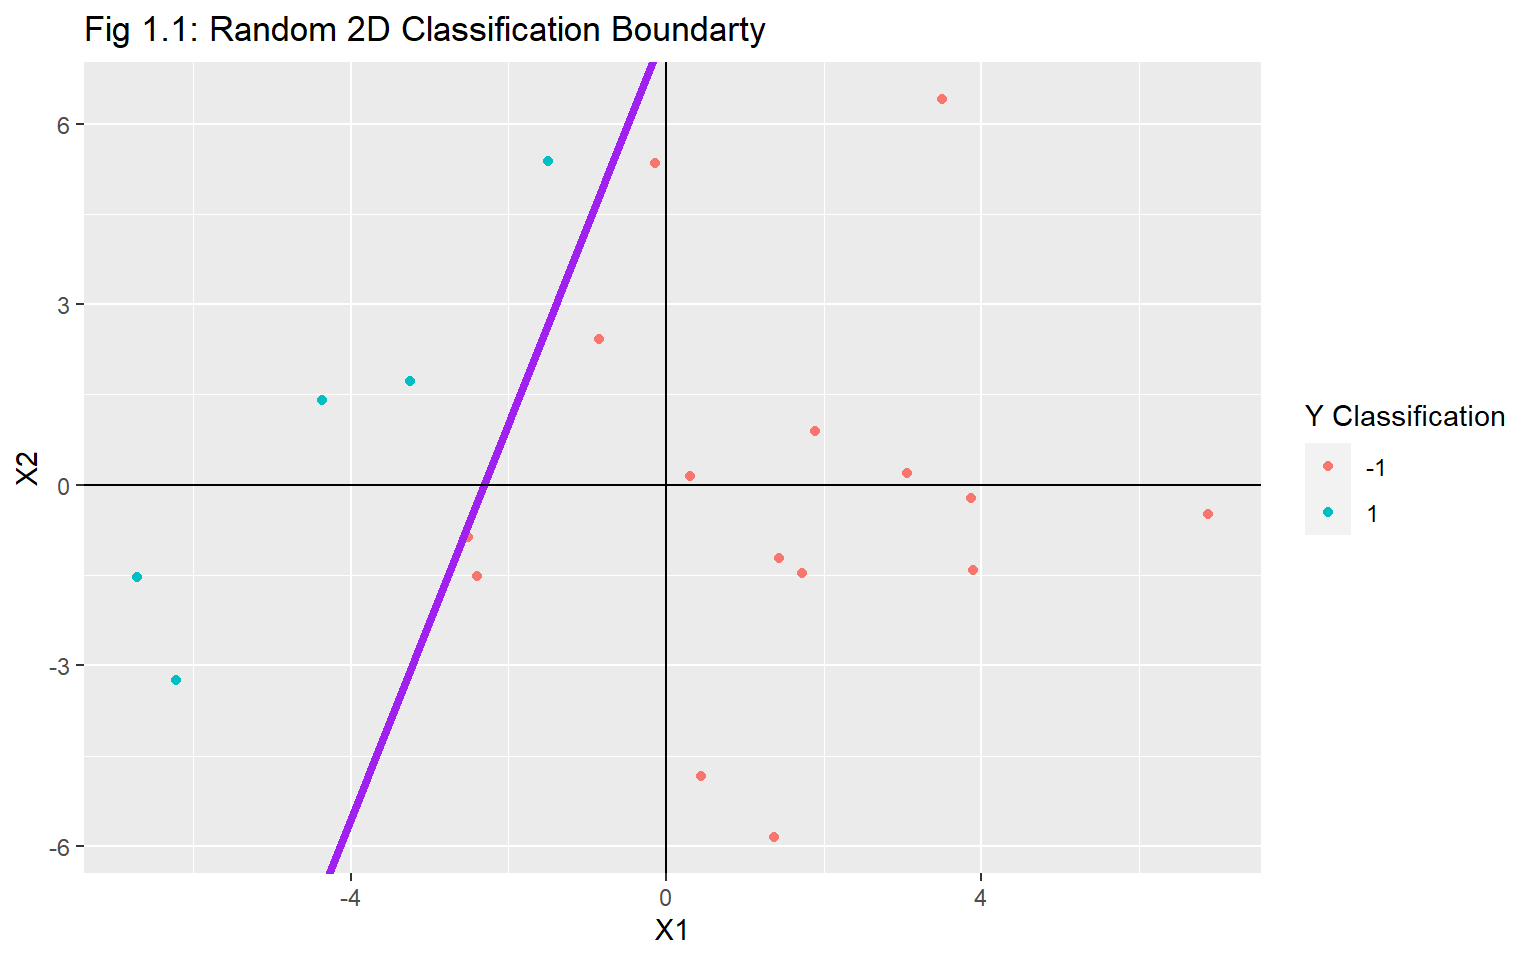 Fig 1.1: Random 2D Classification Boundarty
6
3
0
-3
-6
X2
-4
0
4
X1
Y Classification
-1
1